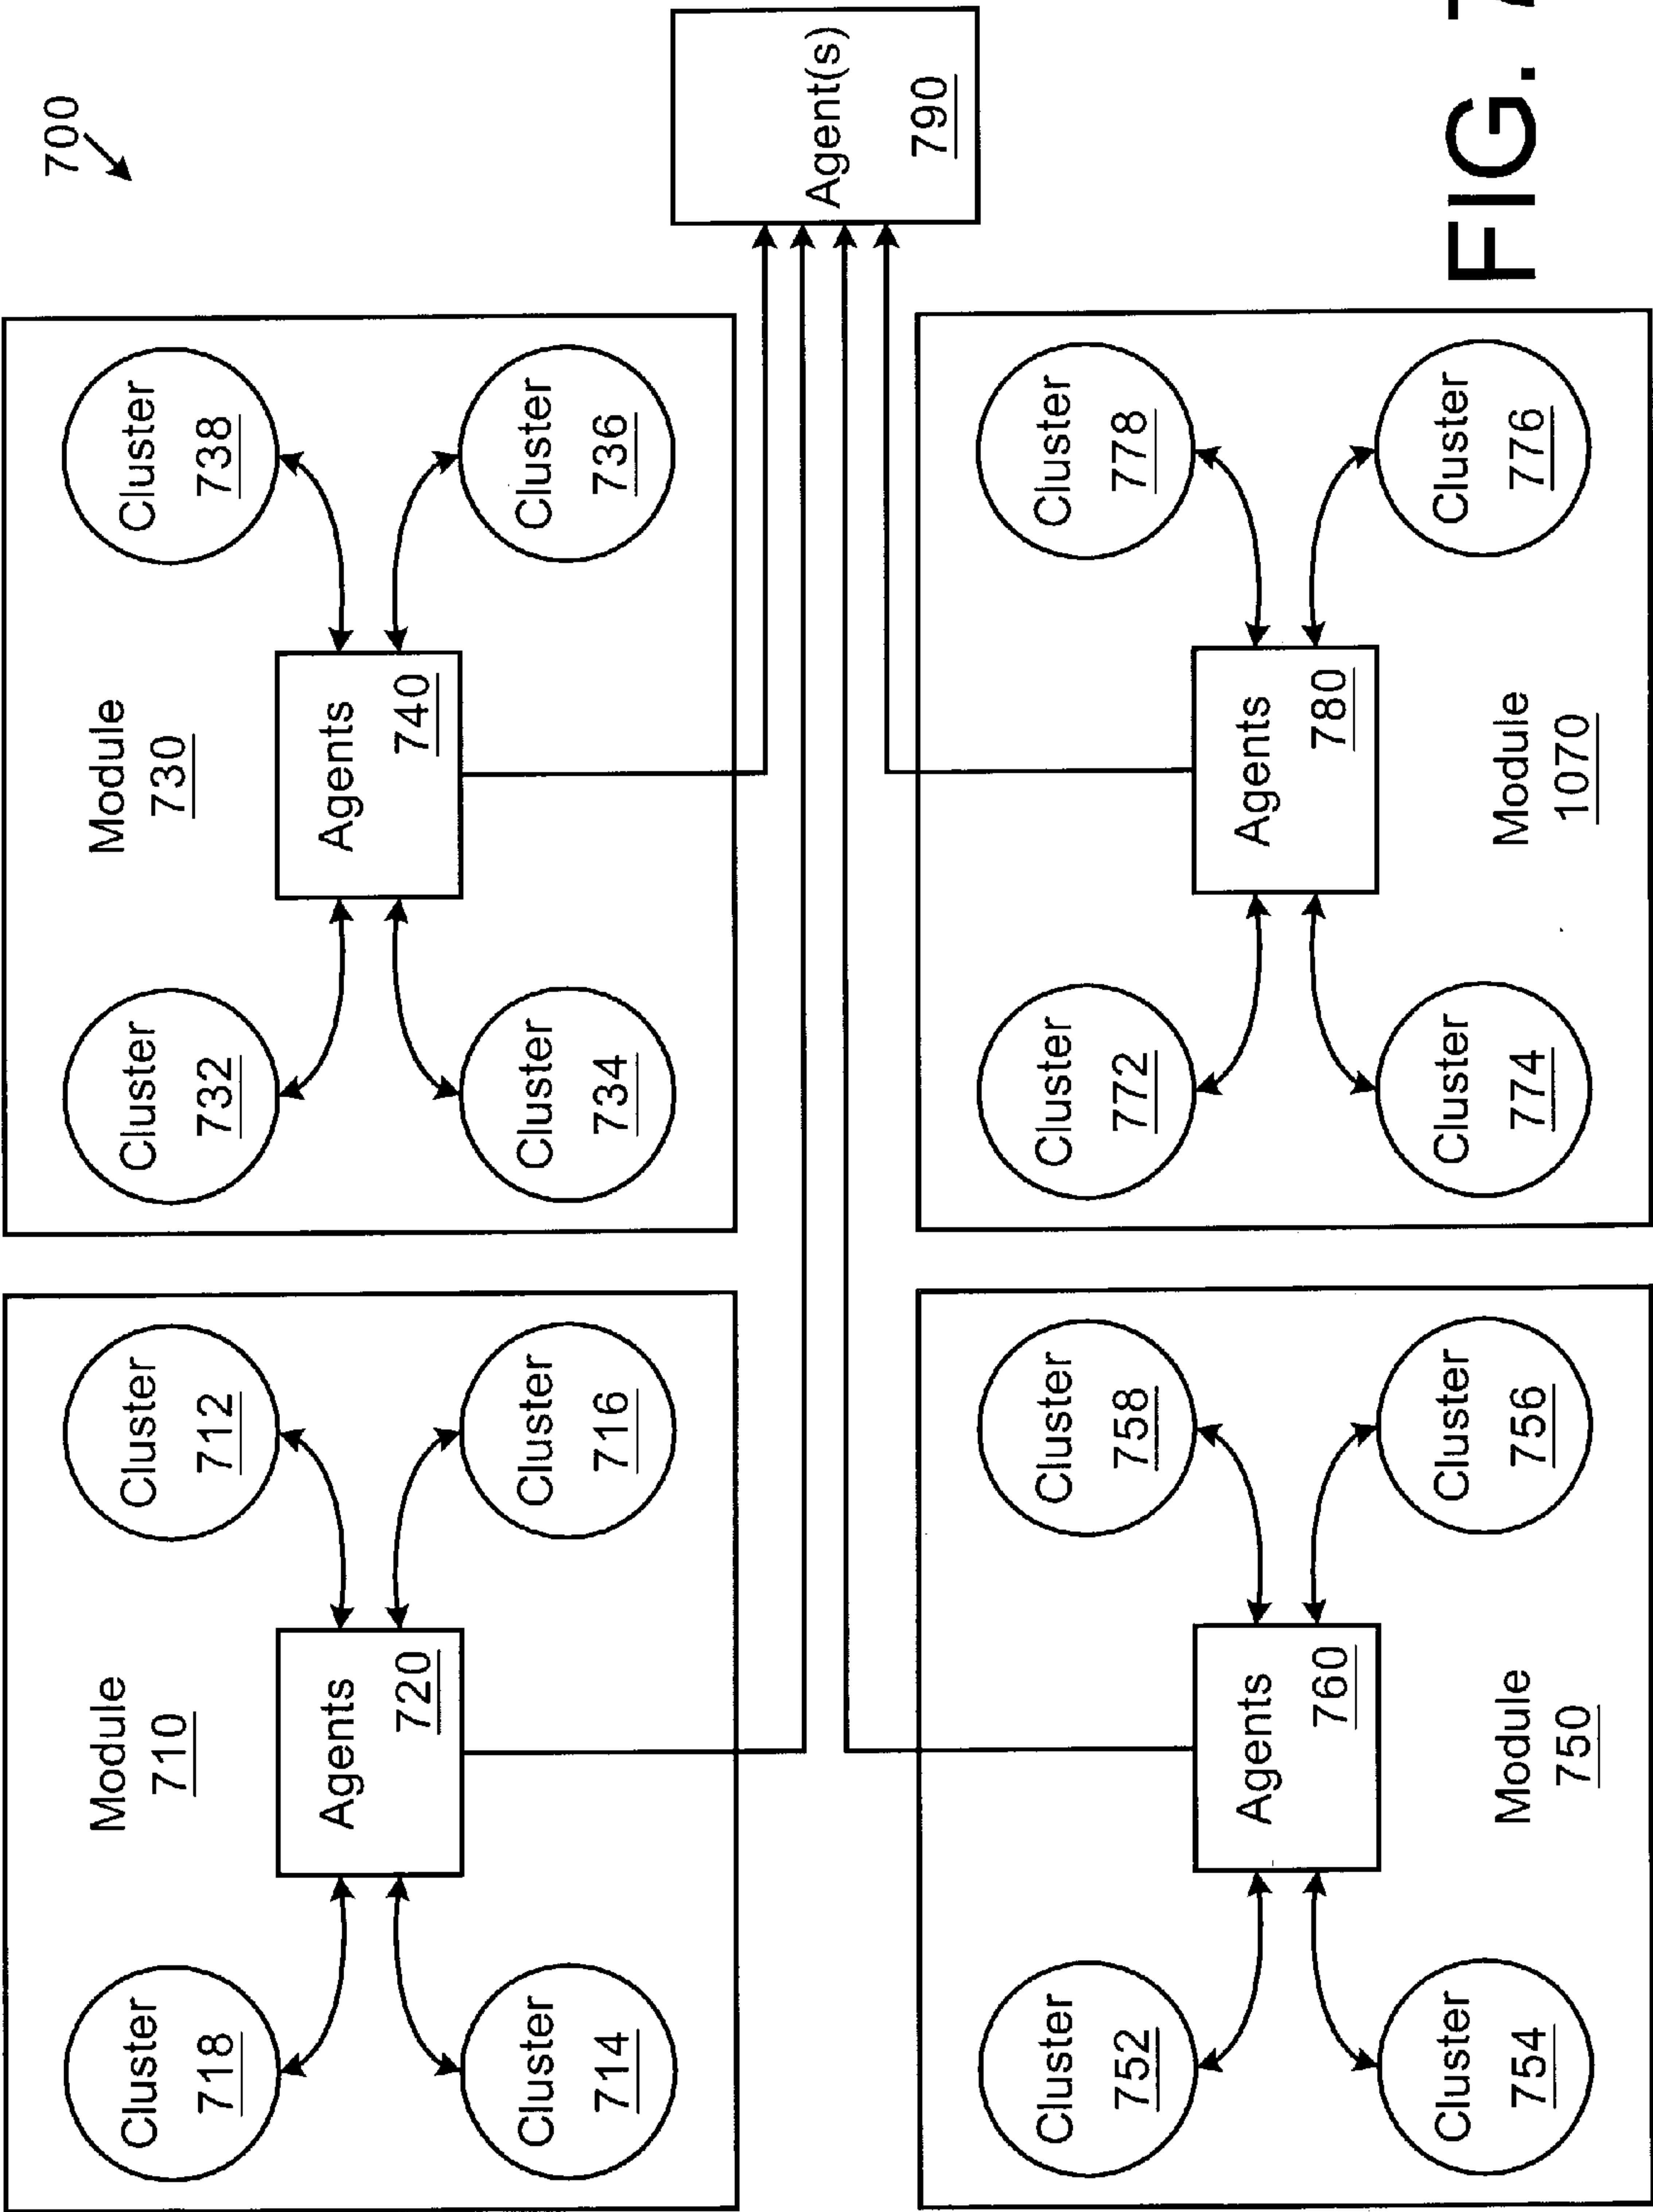 700
Module
710
Cluster
718
Cluster
712
Agents
720
Cluster
714
Cluster
716
Module
730
Cluster
732
Cluster
738
Agents
740
Cluster
734
Cluster
736
Agent(s)
790
Cluster
752
Cluster
758
Agents
760
Cluster
754
Cluster
756
Module
750
Cluster
772
Cluster
778
Agents
780
Cluster
774
Cluster
776
Module
1070
FIG. 7